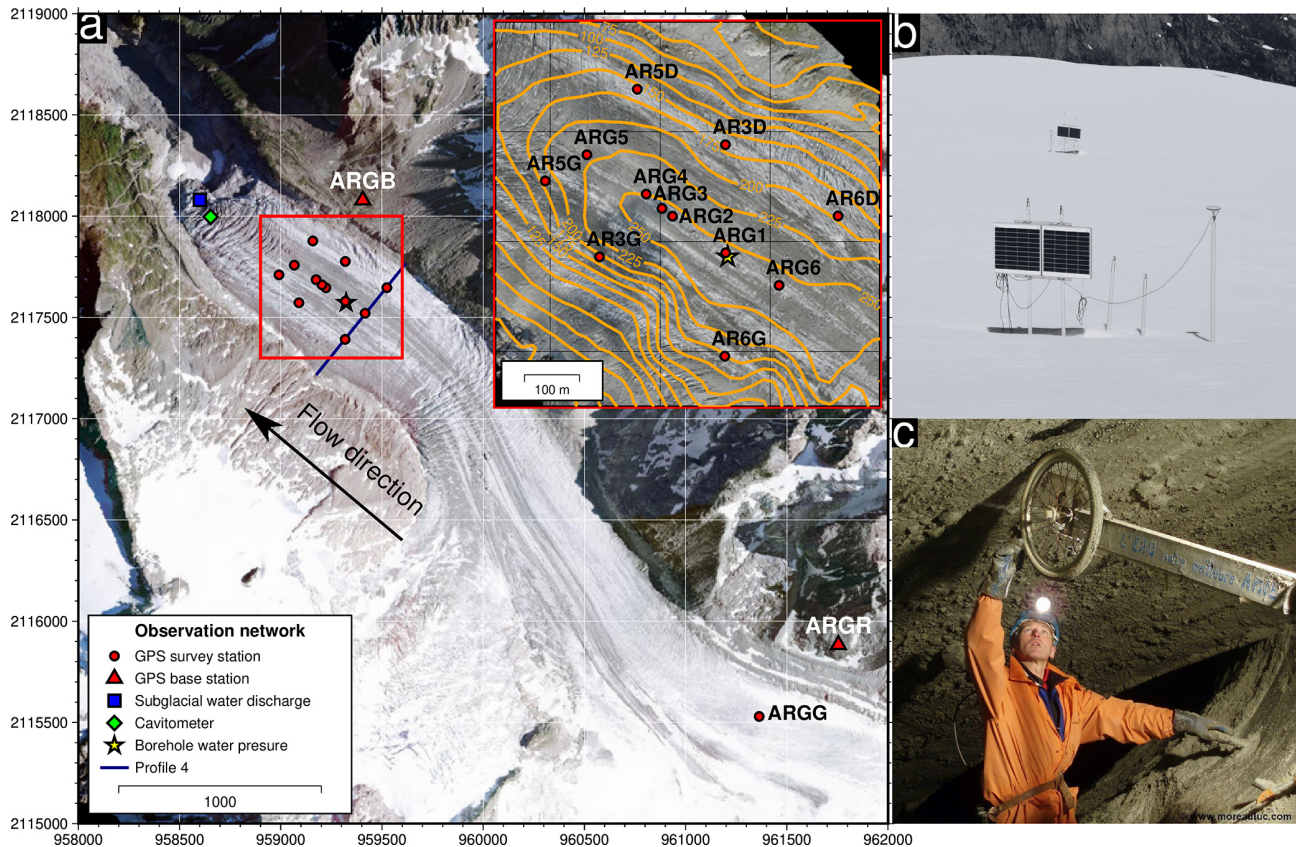 a
2119000
2118500
2118000
2117500
2117000
2116500
2116000
2115500
2115000
958000 958500 959000 959500 960000 960500 961000 961500 962000
ARGB
ARGR
ARGG
Flow direction
Observation network
GPS survey station
GPS base station
Subglacial water discharge
Cavitometer
Borehole water presure
Profile 4
1000
AR5D
AR3D
ARG5
AR5G
ARG4
ARG3
ARG2
AR6D
ARG1
AR3G
ARG6
AR6G
100
125
200
225
250
200
225
125
100 m
b
c
www.moreauluc.com